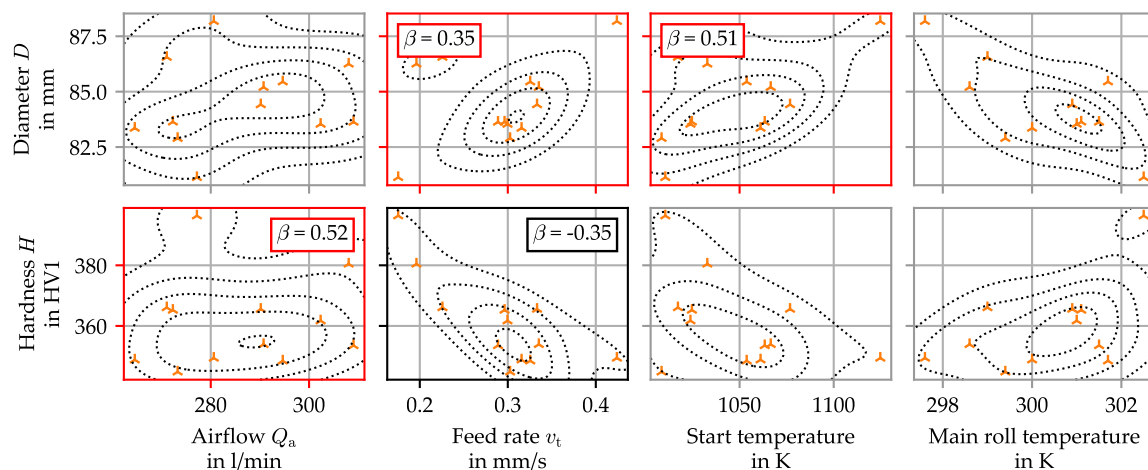 Diameter D
in mm
87.5
85.0
82.5
β = 0.35
β = 0.51
Hardness H
in HV1
380
360
β = 0.52
β = -0.35
280 300
0.2 0.3 0.4
1050 1100
298 300 302
Airflow Qa
in l/min
Feed rate vt
in mm/s
Start temperature
in K
Main roll temperature
in K